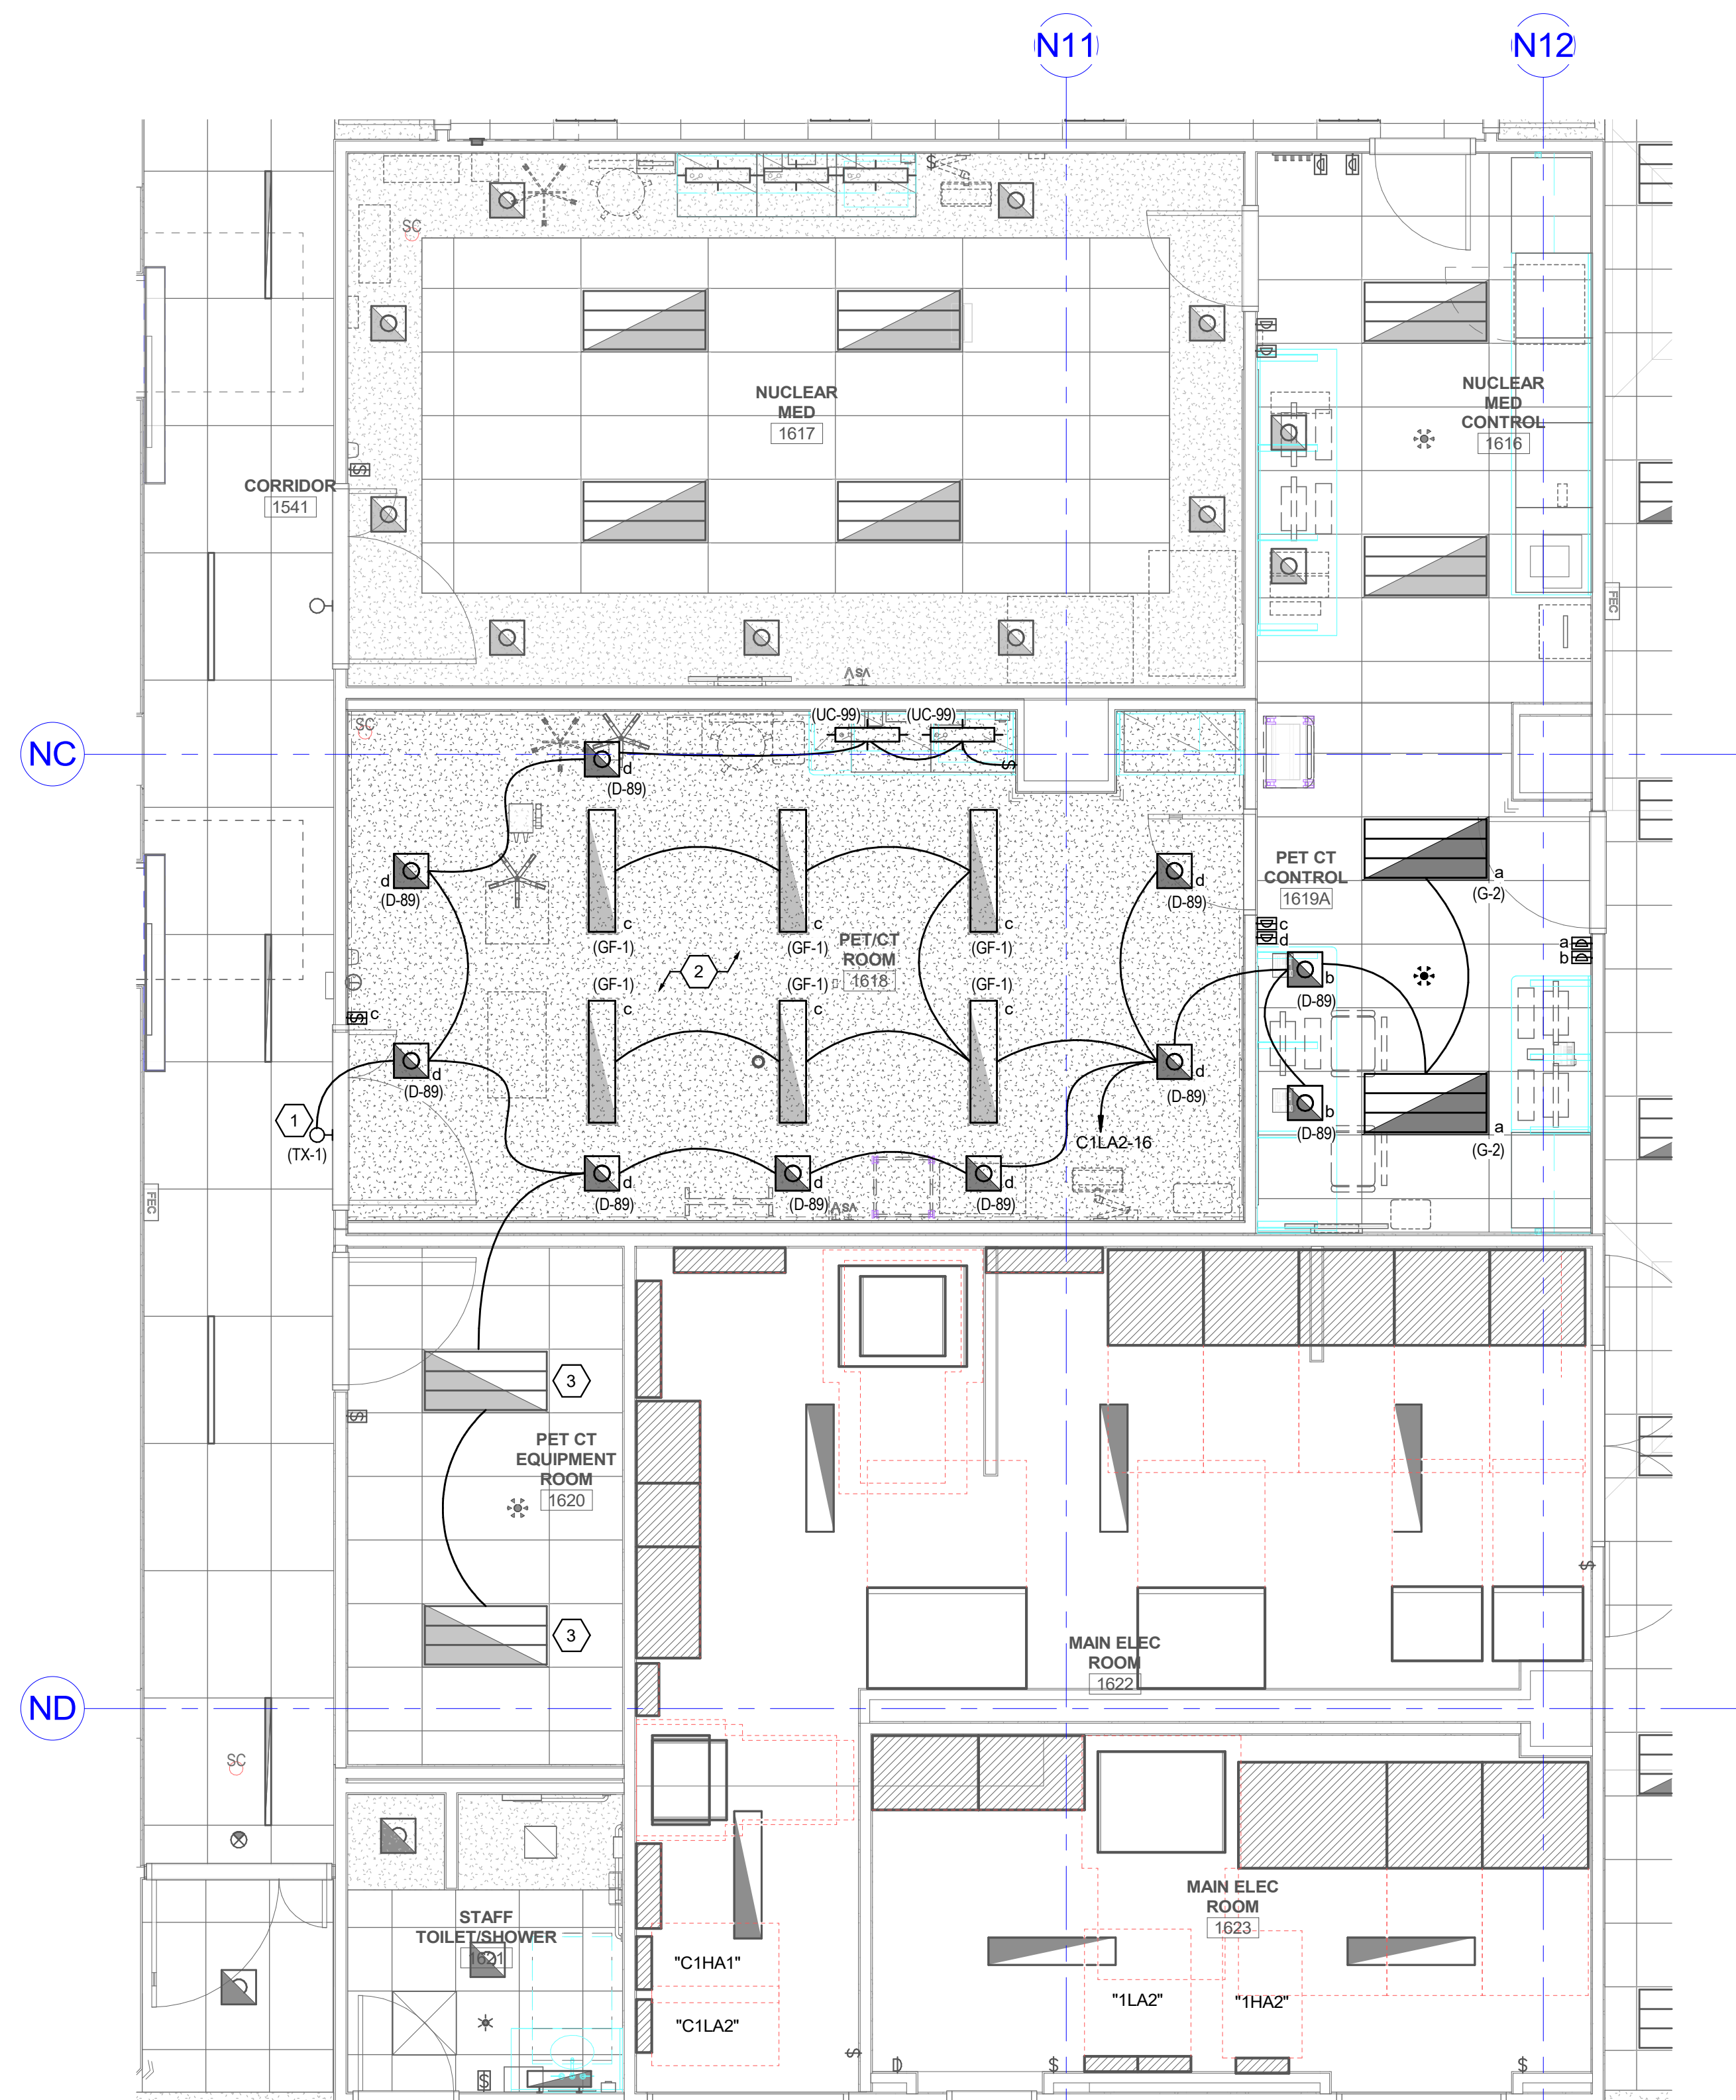 N11
N12
$
SC
NUCLEAR
MED
1617
NUCLEAR
MED
CONTROL
1616
CORRIDOR
1541
FEC
SC
(UC-99)
(UC-99)
NC
d
(D-89)
d
(D-89)
c
(GF-1)
c
(GF-1)
c
(GF-1)
d
(D-89)
PET CT
CONTROL
1619A
a
(G-2)
c
d
a
b
PET/CT
ROOM
1618
2
(GF-1)
c
(GF-1)
c
(GF-1)
c
b
(D-89)
c
d
(D-89)
d
(D-89)
b
(D-89)
a
(G-2)
1
(TX-1)
C1LA2-16
FEC
d
(D-89)
d
(D-89)
d
(D-89)
3
PET CT
EQUIPMENT
ROOM
1620
3
MAIN ELEC
ROOM
1622
ND
SC
MAIN ELEC
ROOM
1623
STAFF
TOILET/SHOWER
1621
"C1HA1"
"C1LA2"
"1LA2"
"1HA2"
$
D
$
$
$